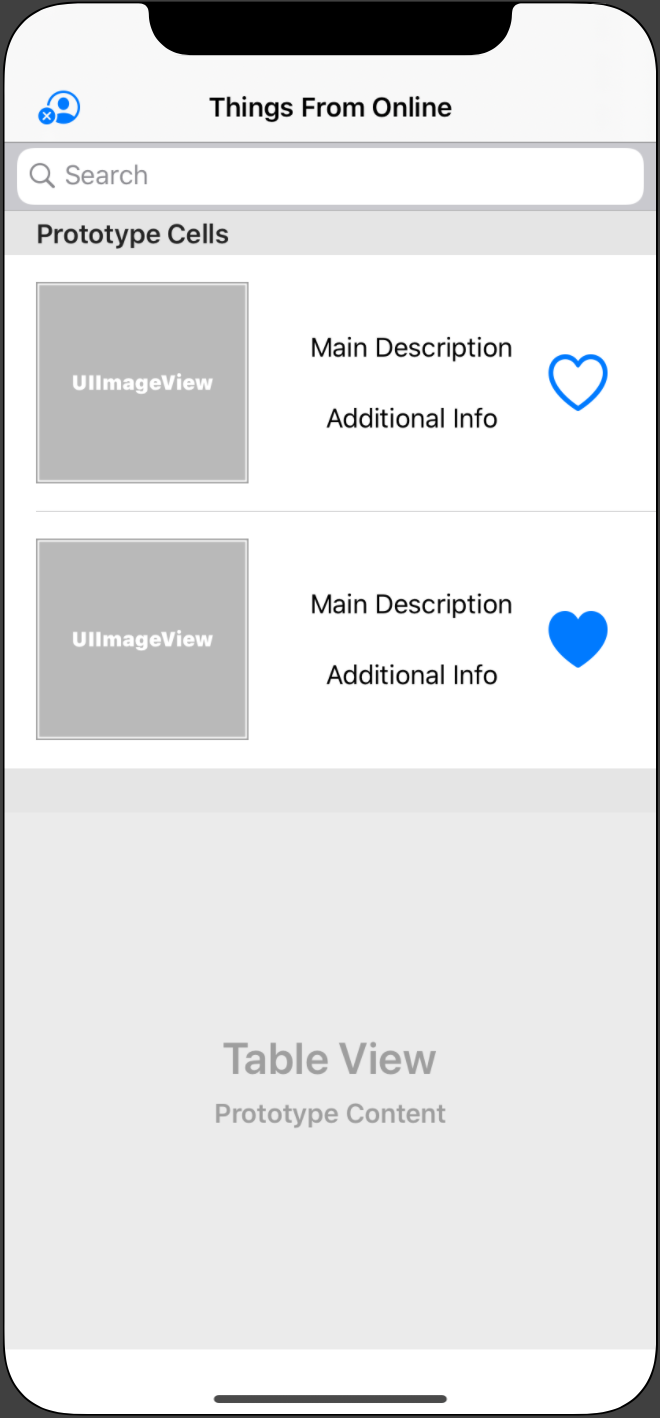 Things From Online
Search
Prototype Cells
UIImageView
Main Description
Additional Info
UIImageView
Main Description
Additional Info
Table View
Prototype Content